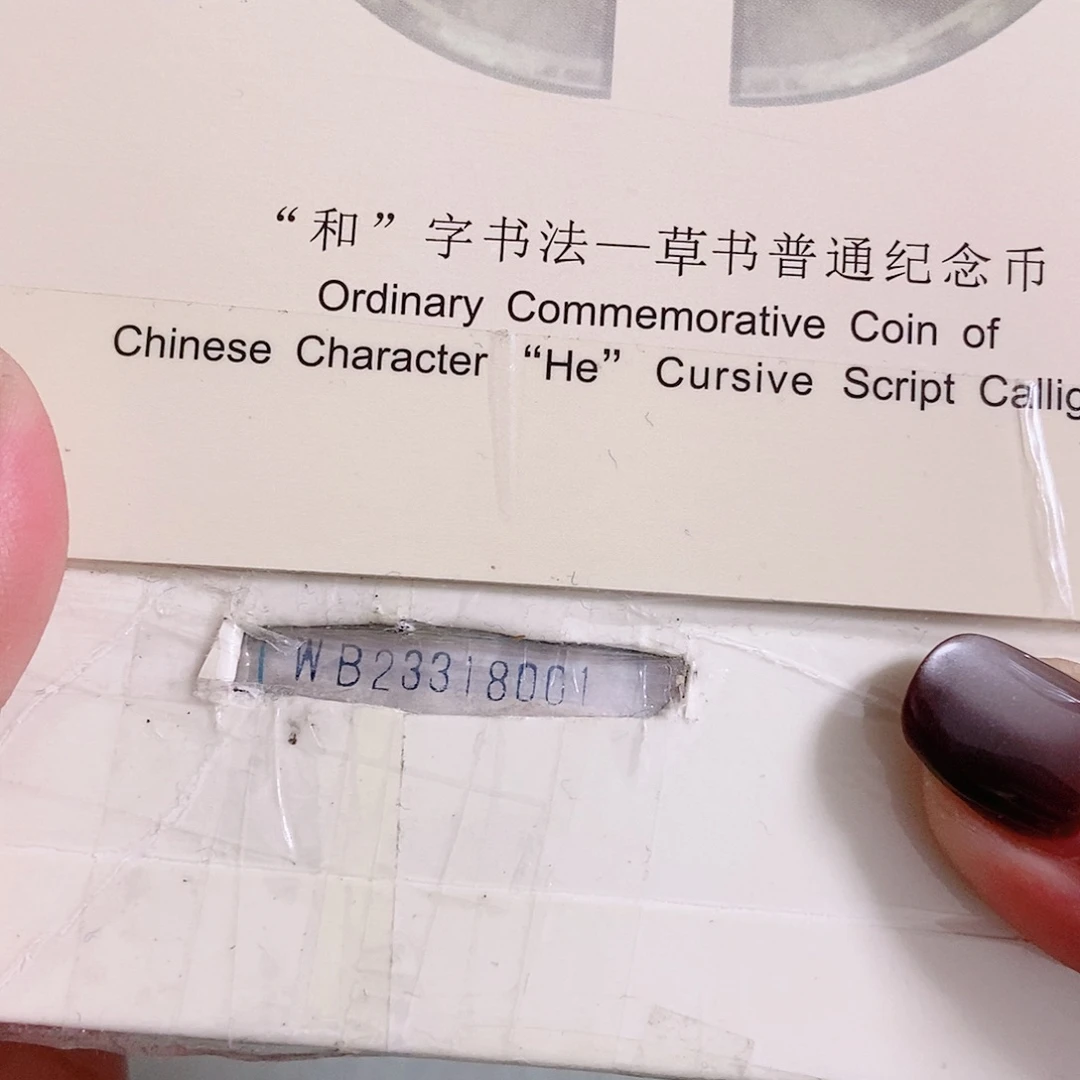 “和”字书法—草书普通纪念币
Ordinary Commemorative Coin of
Chinese Character “He” Cursive Script Callig
WB23318001